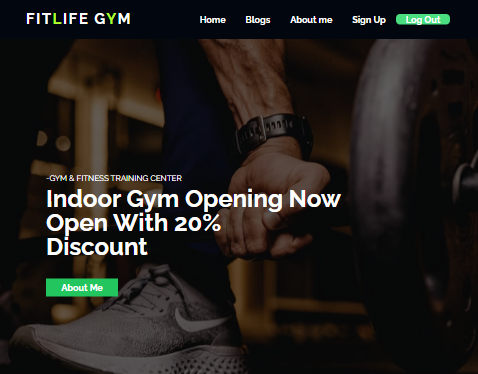 FITLIFE GYM
Home Blogs About me Sign Up Log Out
-GYM & FITNESS TRAINING CENTER
Indoor Gym Opening Now
Open With 20%
Discount
About Me